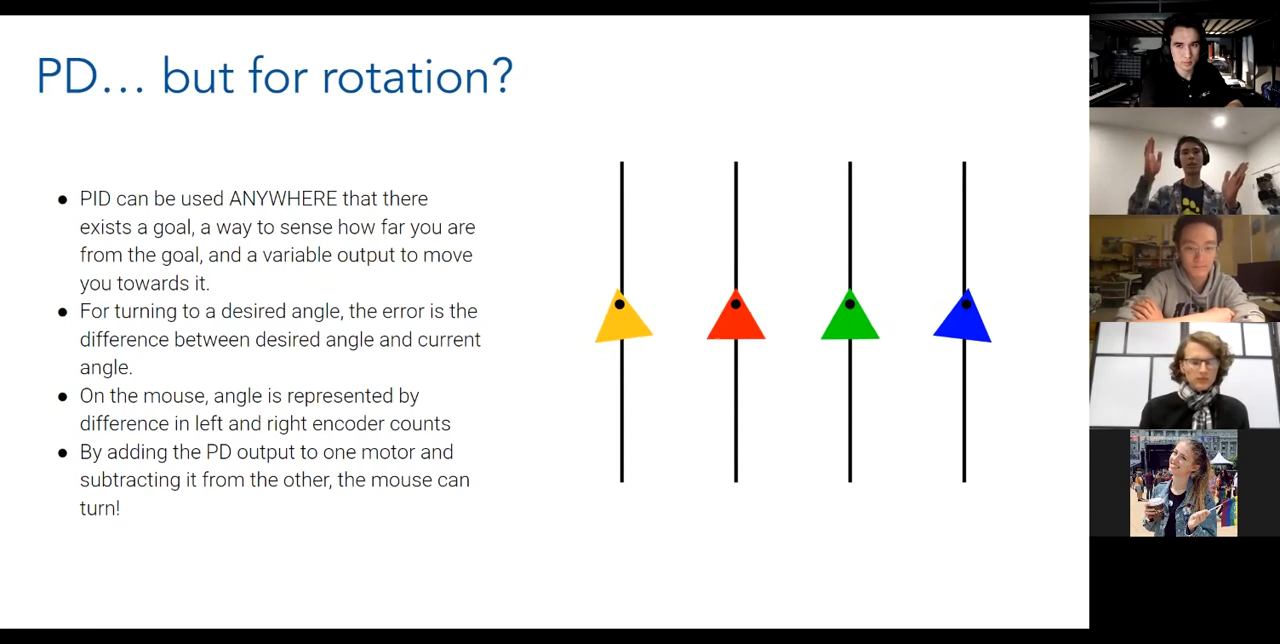 PD... but for rotation?
● PID can be used ANYWHERE that there
exists a goal, a way to sense how far you are
from the goal, and a variable output to move
you towards it.
● For turning to a desired angle, the error is the
difference between desired angle and current
angle.
● On the mouse, angle is represented by
difference in left and right encoder counts
● By adding the PD output to one motor and
subtracting it from the other, the mouse can
turn!